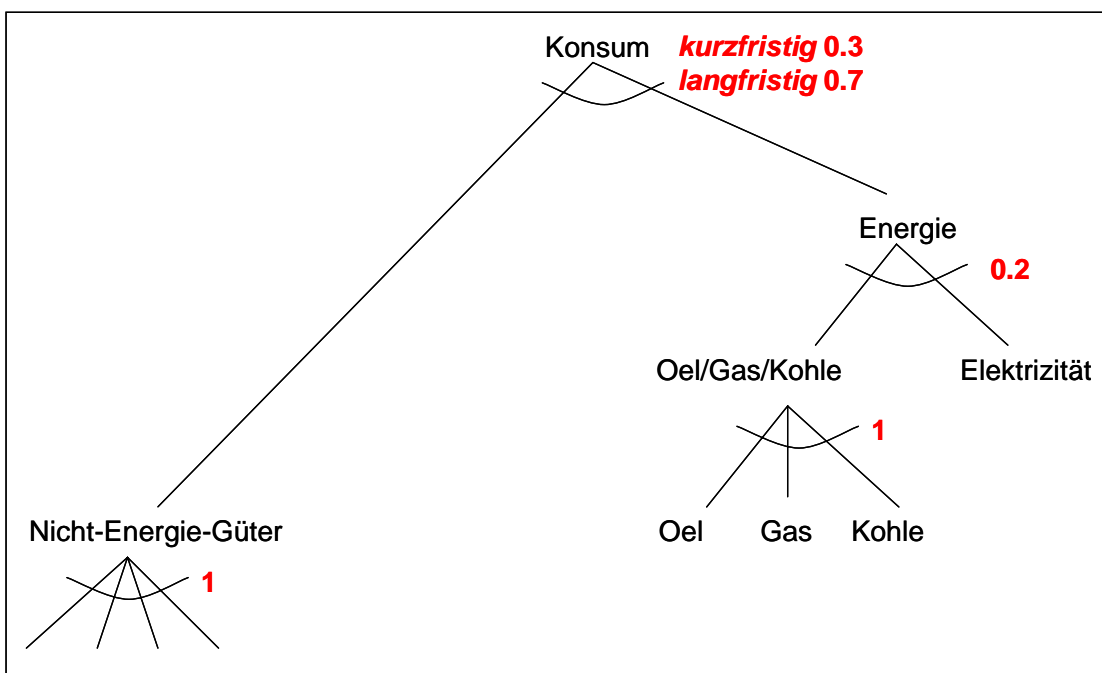 Konsum kurzfristig 0.3
langfristig 0.7
Energie
0.2
Oel/Gas/Kohle Elektrizität
1
Nicht-Energie-Güter Oel Gas Kohle
1